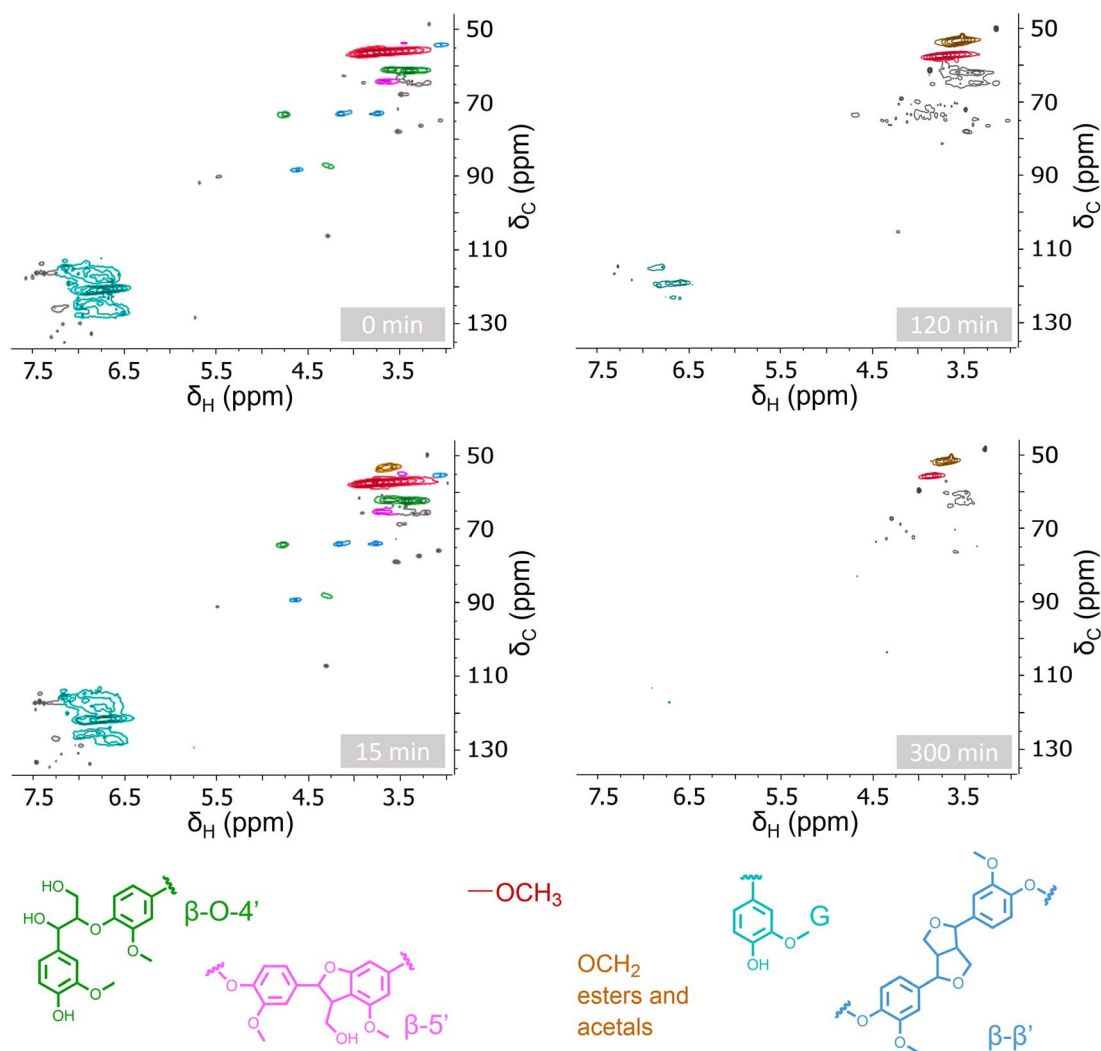 50
70
90
110
130
δC (ppm)
0 min
7.5 6.5 5.5 4.5 3.5
δH (ppm)
50
70
90
110
130
δC (ppm)
120 min
7.5 6.5 5.5 4.5 3.5
δH (ppm)
50
70
90
110
130
δC (ppm)
15 min
7.5 6.5 5.5 4.5 3.5
δH (ppm)
50
70
90
110
130
δC (ppm)
300 min
7.5 6.5 5.5 4.5 3.5
δH (ppm)
HO
HO
O
O
O
OH
β-O-4’
O
O
O
O
OH
β-5’
—OCH3
OCH2
esters and
acetals
O
OH
G
O
O
O
O
O
O
β-β’